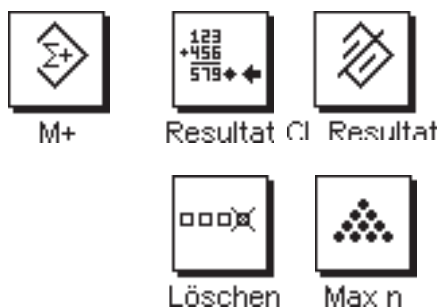 Σ+
123
+456
579
M+ Resultat CL Resultat
Löschen Max n